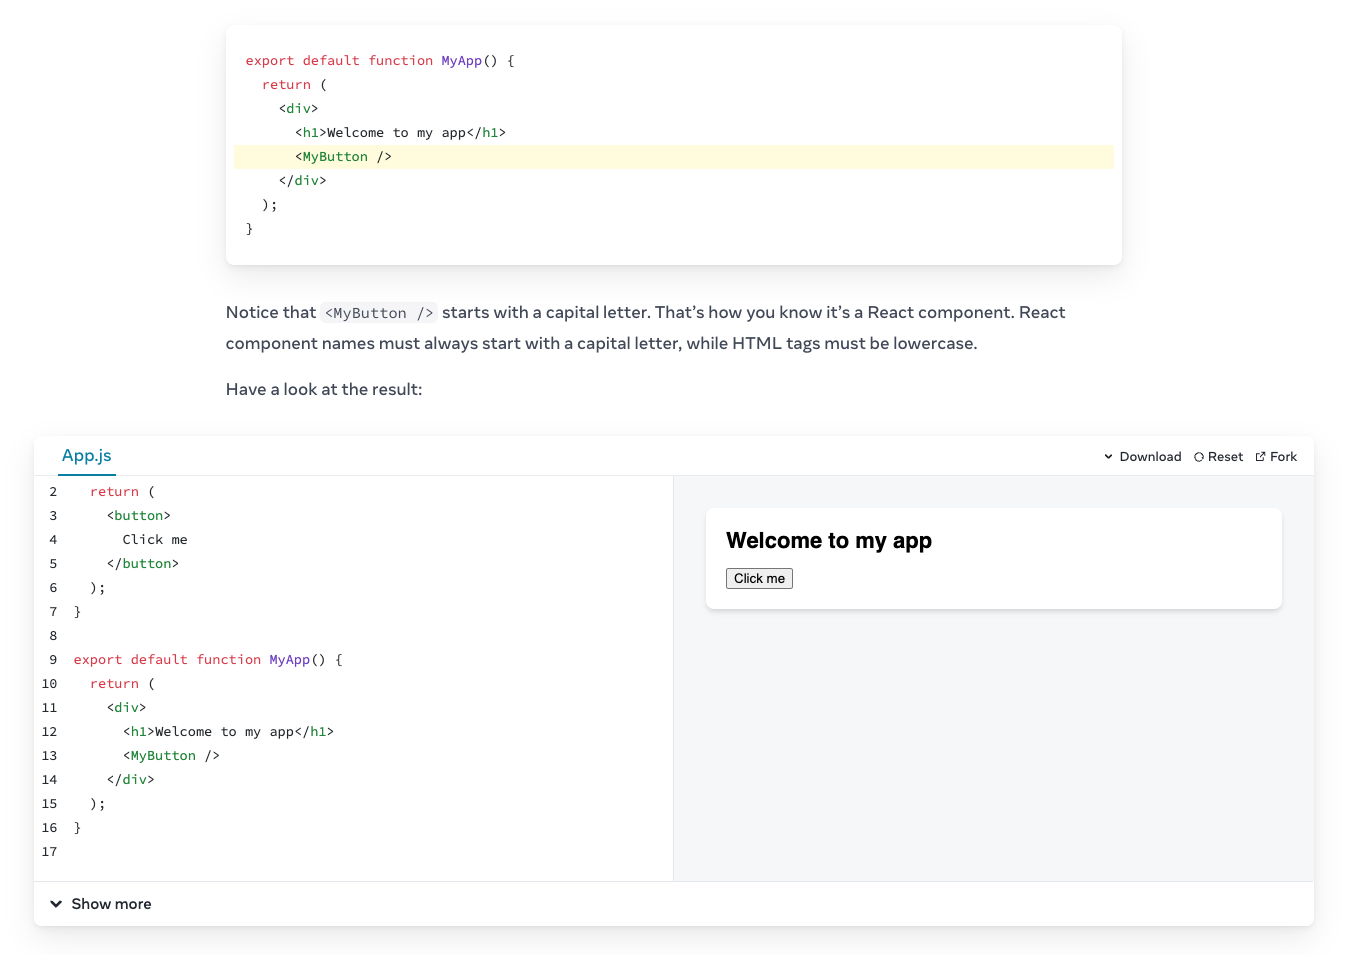 export default function MyApp() {
  return (
    <div>
      <h1>Welcome to my app</h1>
      <MyButton />
    </div>
  );
}
Notice that <MyButton /> starts with a capital letter. That’s how you know it’s a React component. React
component names must always start with a capital letter, while HTML tags must be lowercase.
Have a look at the result:
App.js
Download Reset Fork
2   return (
3     <button>
4       Click me
5     </button>
6   );
7 }
8
9 export default function MyApp() {
10   return (
11     <div>
12       <h1>Welcome to my app</h1>
13       <MyButton />
14     </div>
15   );
16 }
17
Welcome to my app
Click me
Show more